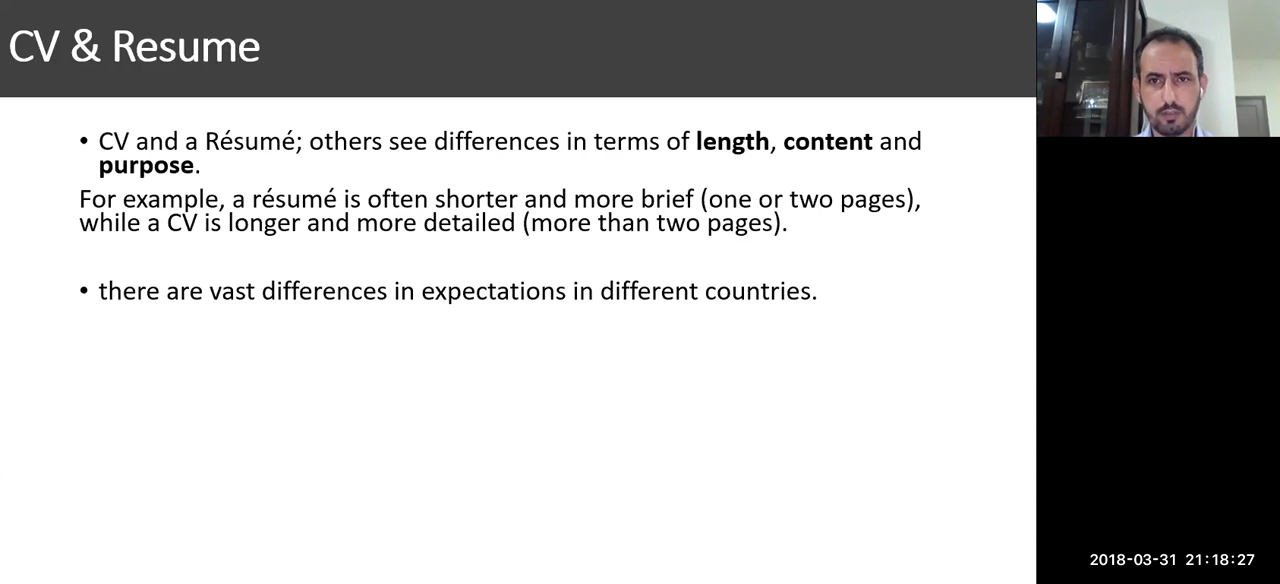 CV & Resume
• CV and a Résumé; others see differences in terms of length, content and
purpose.
For example, a résumé is often shorter and more brief (one or two pages),
while a CV is longer and more detailed (more than two pages).
• there are vast differences in expectations in different countries.
2018-03-31 21:18:27